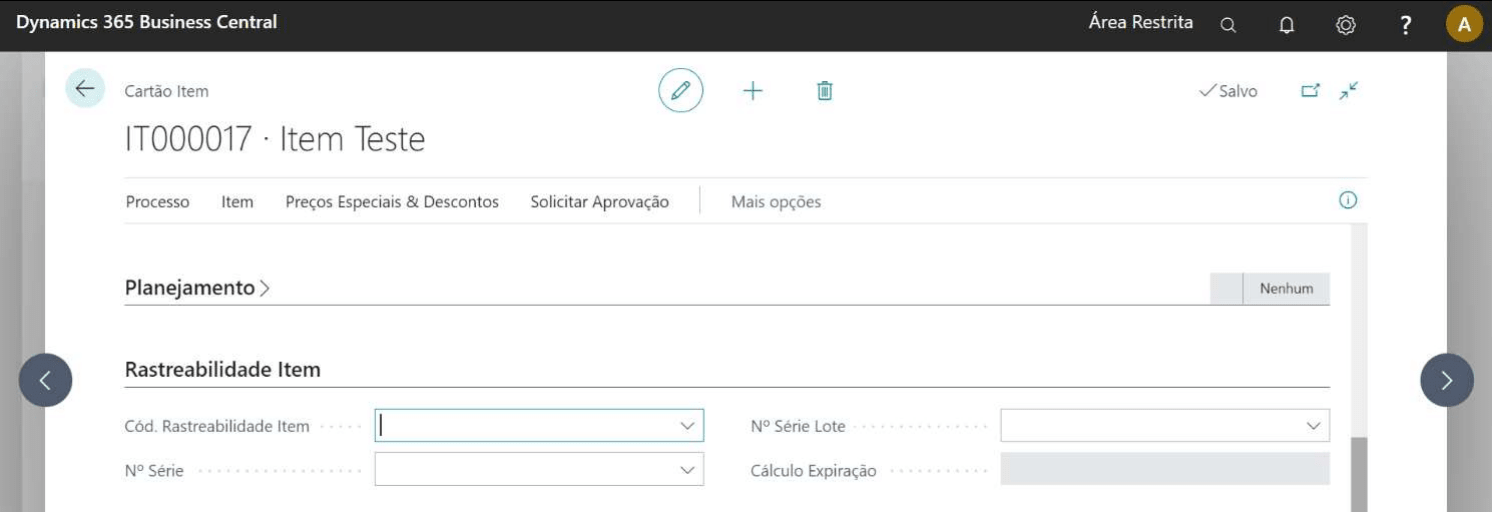 Dynamics 365 Business Central
Área Restrita
?
A
Cartão Item
Salvo
IT000017 · Item Teste
Processo Item Preços Especiais & Descontos Solicitar Aprovação Mais opções
Planejamento
Nenhum
Rastreabilidade Item
Cód. Rastreabilidade Item
Nº Série Lote
Nº Série
Cálculo Expiração